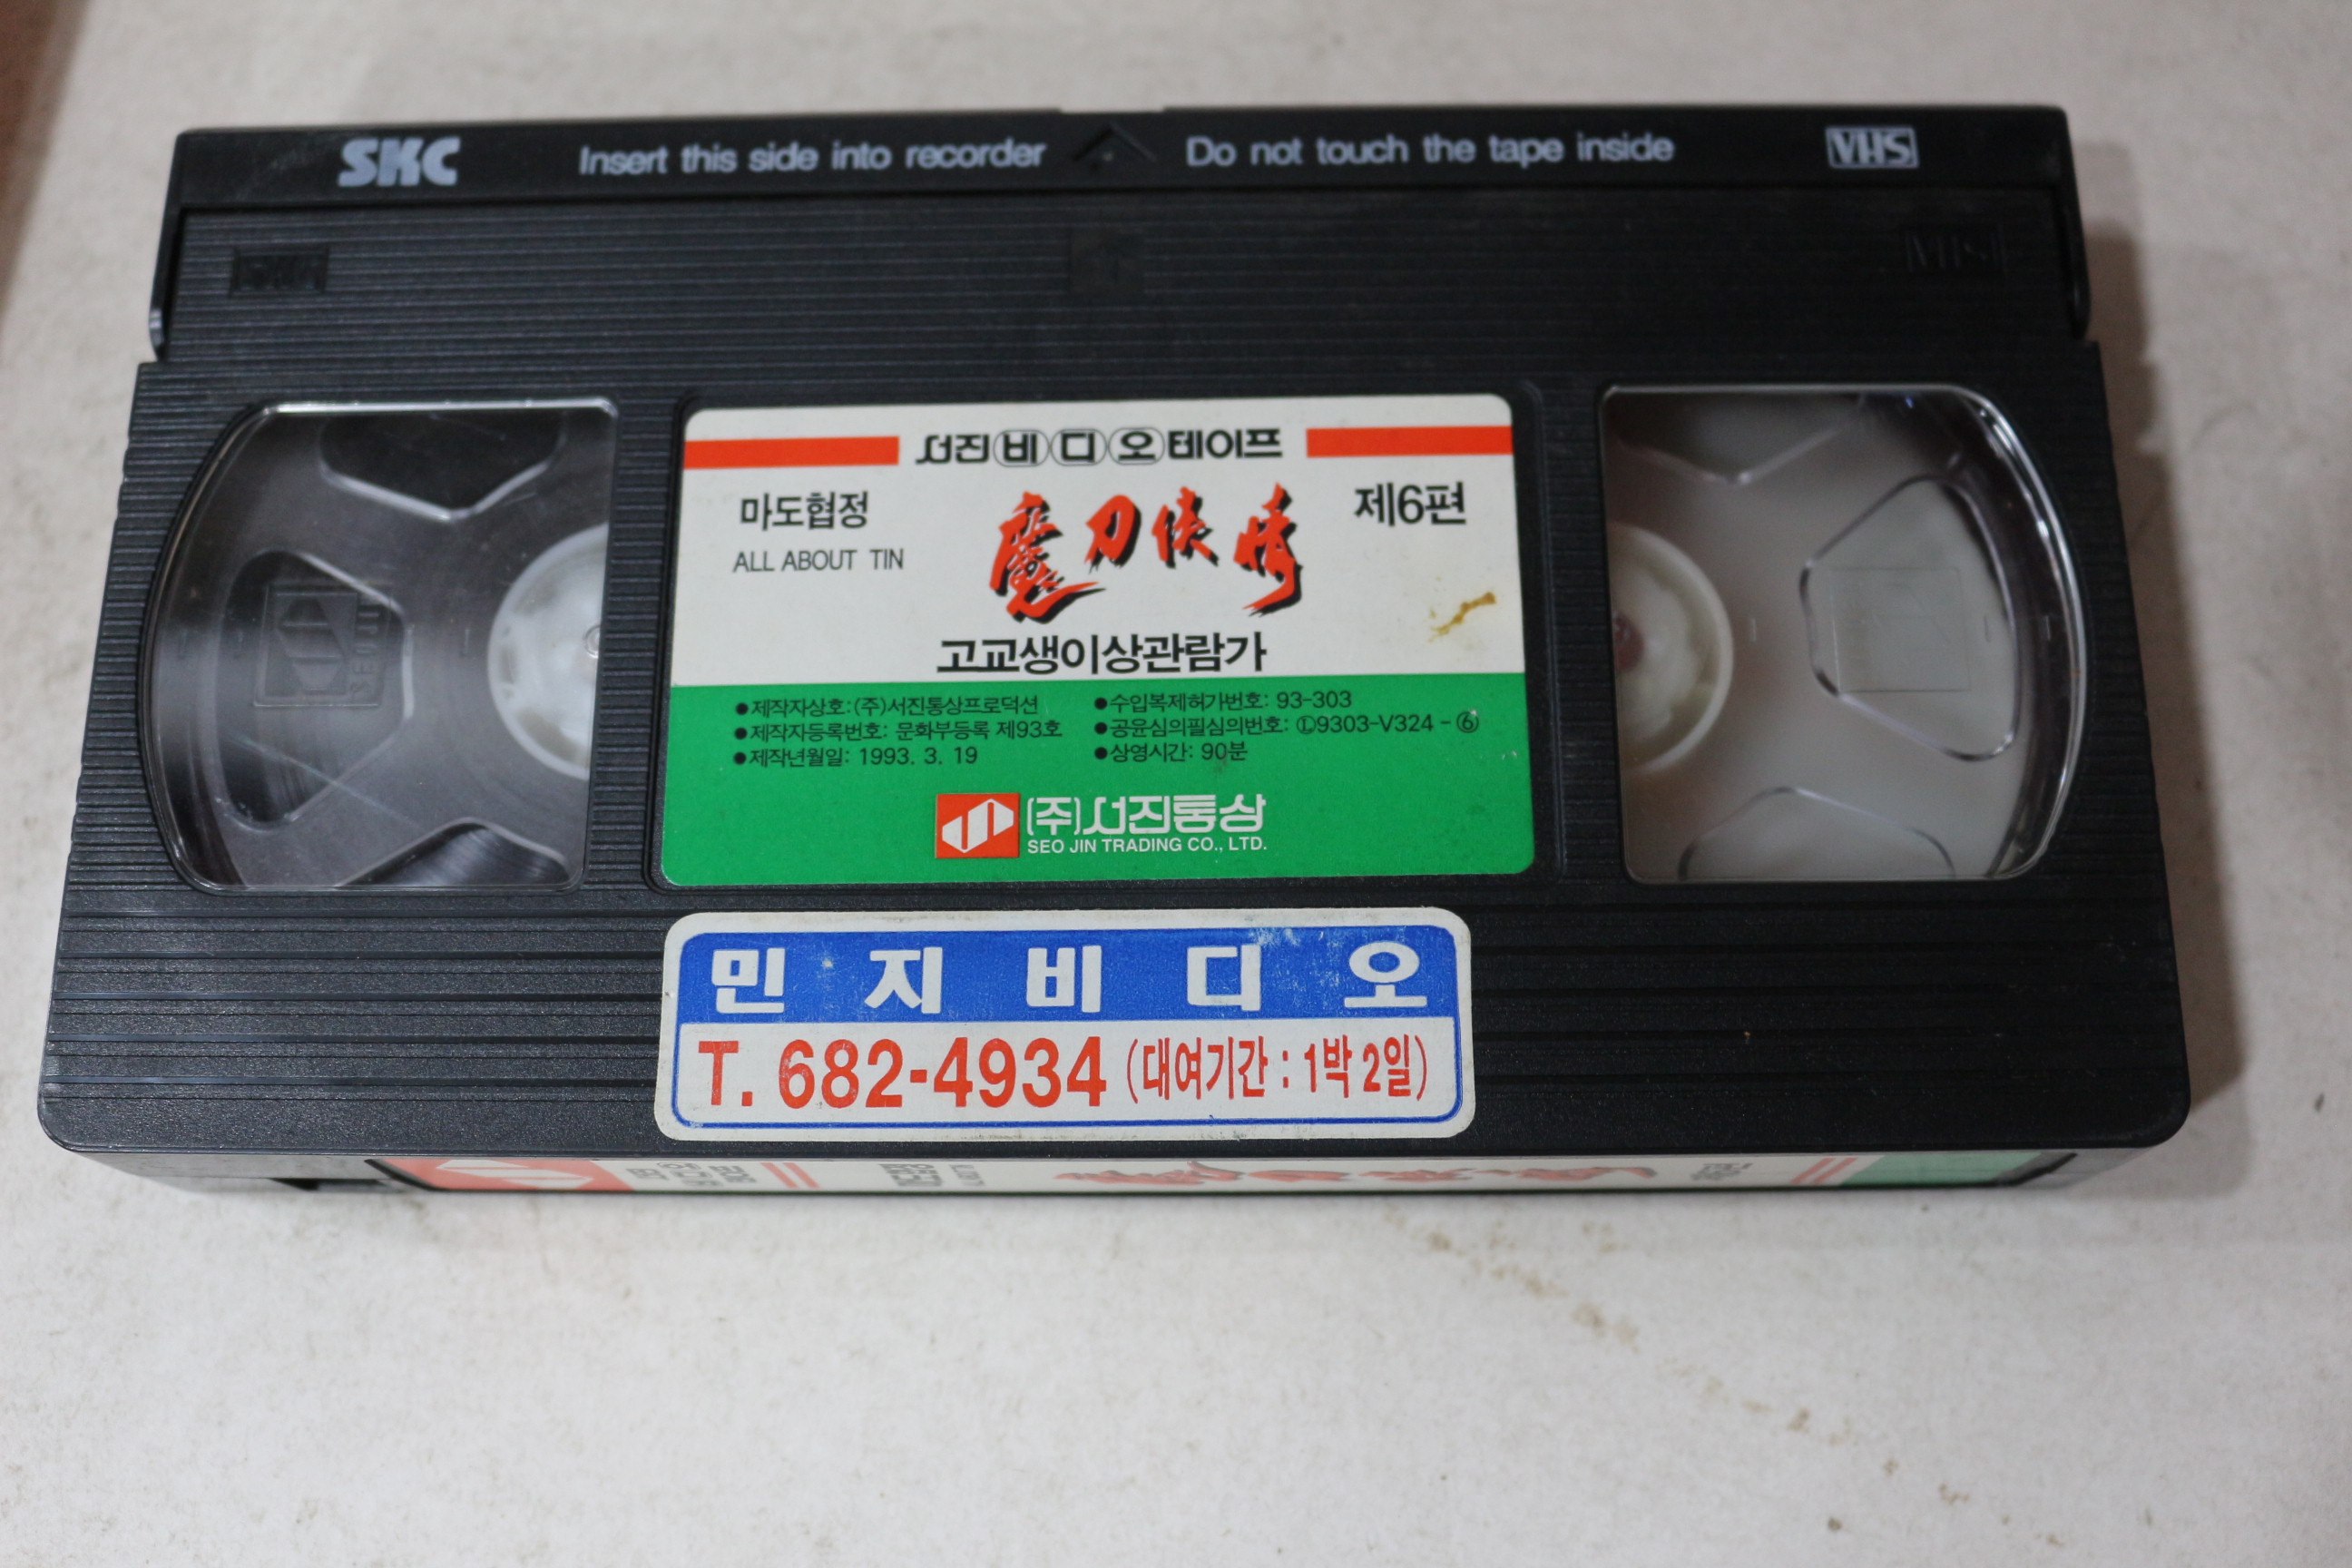 SKC Insert this side into recorder Do not touch the tape inside VHS
서진비디오테이프
마도협정 魔刀俠情 제6편
ALL ABOUT TIN
고교생이상관람가
●제작자상호:(주)서진통상프로덕션 ●수입복제허가번호: 93-303
●제작자등록번호: 문화부등록 제93호 ●공윤심의필심의번호: Ⓛ9303-V324-⑥
●제작년월일: 1993. 3. 19 ●상영시간: 90분
(주)서진통상
SEO JIN TRADING CO., LTD.
민지비디오
T. 682-4934 (대여기간 : 1박 2일)